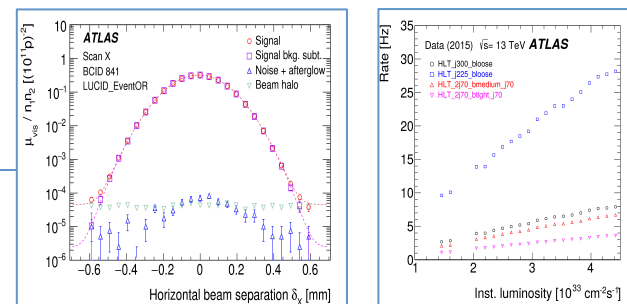 μvis / n1n2 [(10^11p)^-2]
ATLAS
Scan X
BCID 841
LUCID_EventOR
Signal
Signal bkg. subt.
Noise + afterglow
Beam halo
1
10^-1
10^-2
10^-3
10^-4
10^-5
10^-6
−0.6 −0.4 −0.2 0 0.2 0.4 0.6
Horizontal beam separation δX [mm]
Rate [Hz]
Data (2015) √s= 13 TeV ATLAS
HLT_j300_bloose
HLT_j225_bloose
HLT_2j70_bmedium_j70
HLT_2j70_btight_j70
35
30
25
20
15
10
5
0
1 2 3 4
Inst. luminosity [10^33 cm^-2s^-1]